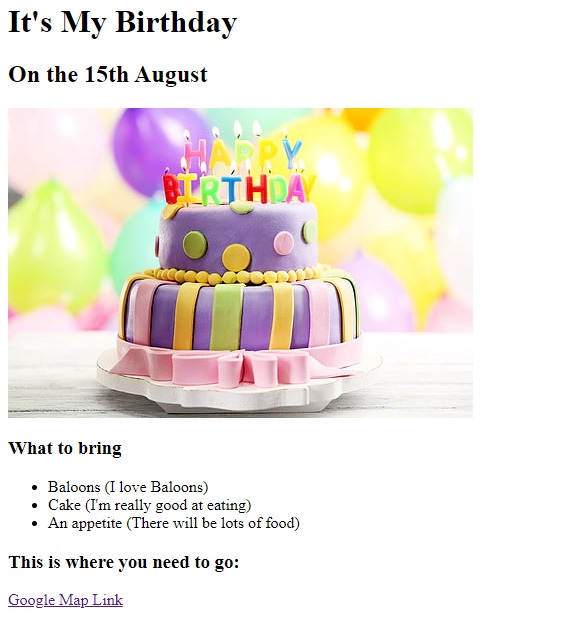 It's My Birthday
On the 15th August
HAPPY
BIRTHDAY
What to bring
Baloons (I love Baloons)
Cake (I'm really good at eating)
An appetite (There will be lots of food)
This is where you need to go:
Google Map Link